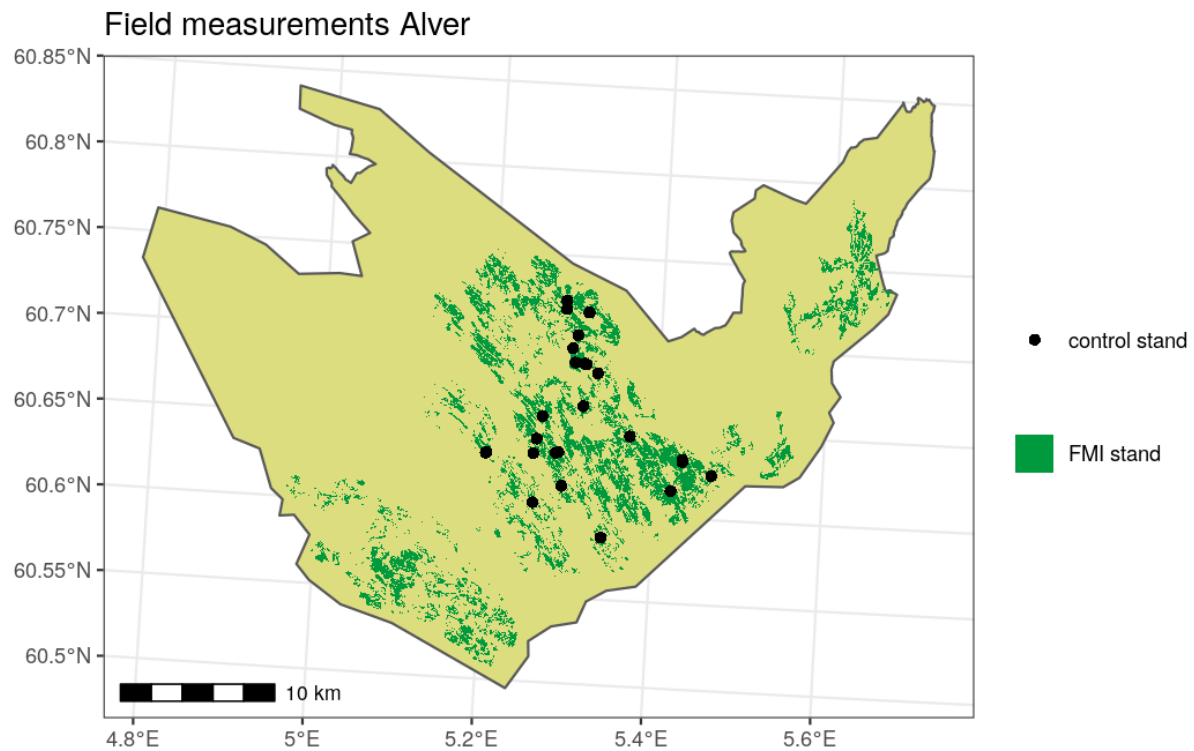 Field measurements Alver
60.85°N
60.8°N
60.75°N
60.7°N
60.65°N
60.6°N
60.55°N
60.5°N
4.8°E
5°E
5.2°E
5.4°E
5.6°E
10 km
control stand
FMI stand